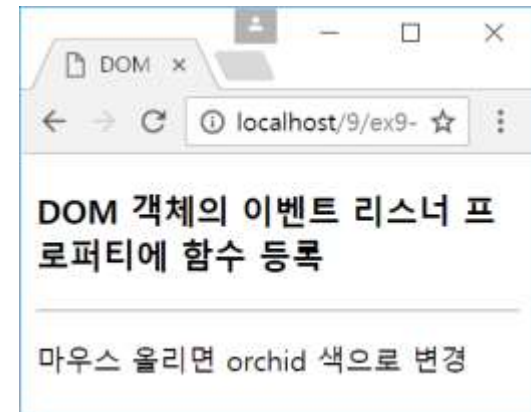 DOM
localhost/9/ex9-
DOM 객체의 이벤트 리스너 프
로퍼티에 함수 등록
마우스 올리면 orchid 색으로 변경